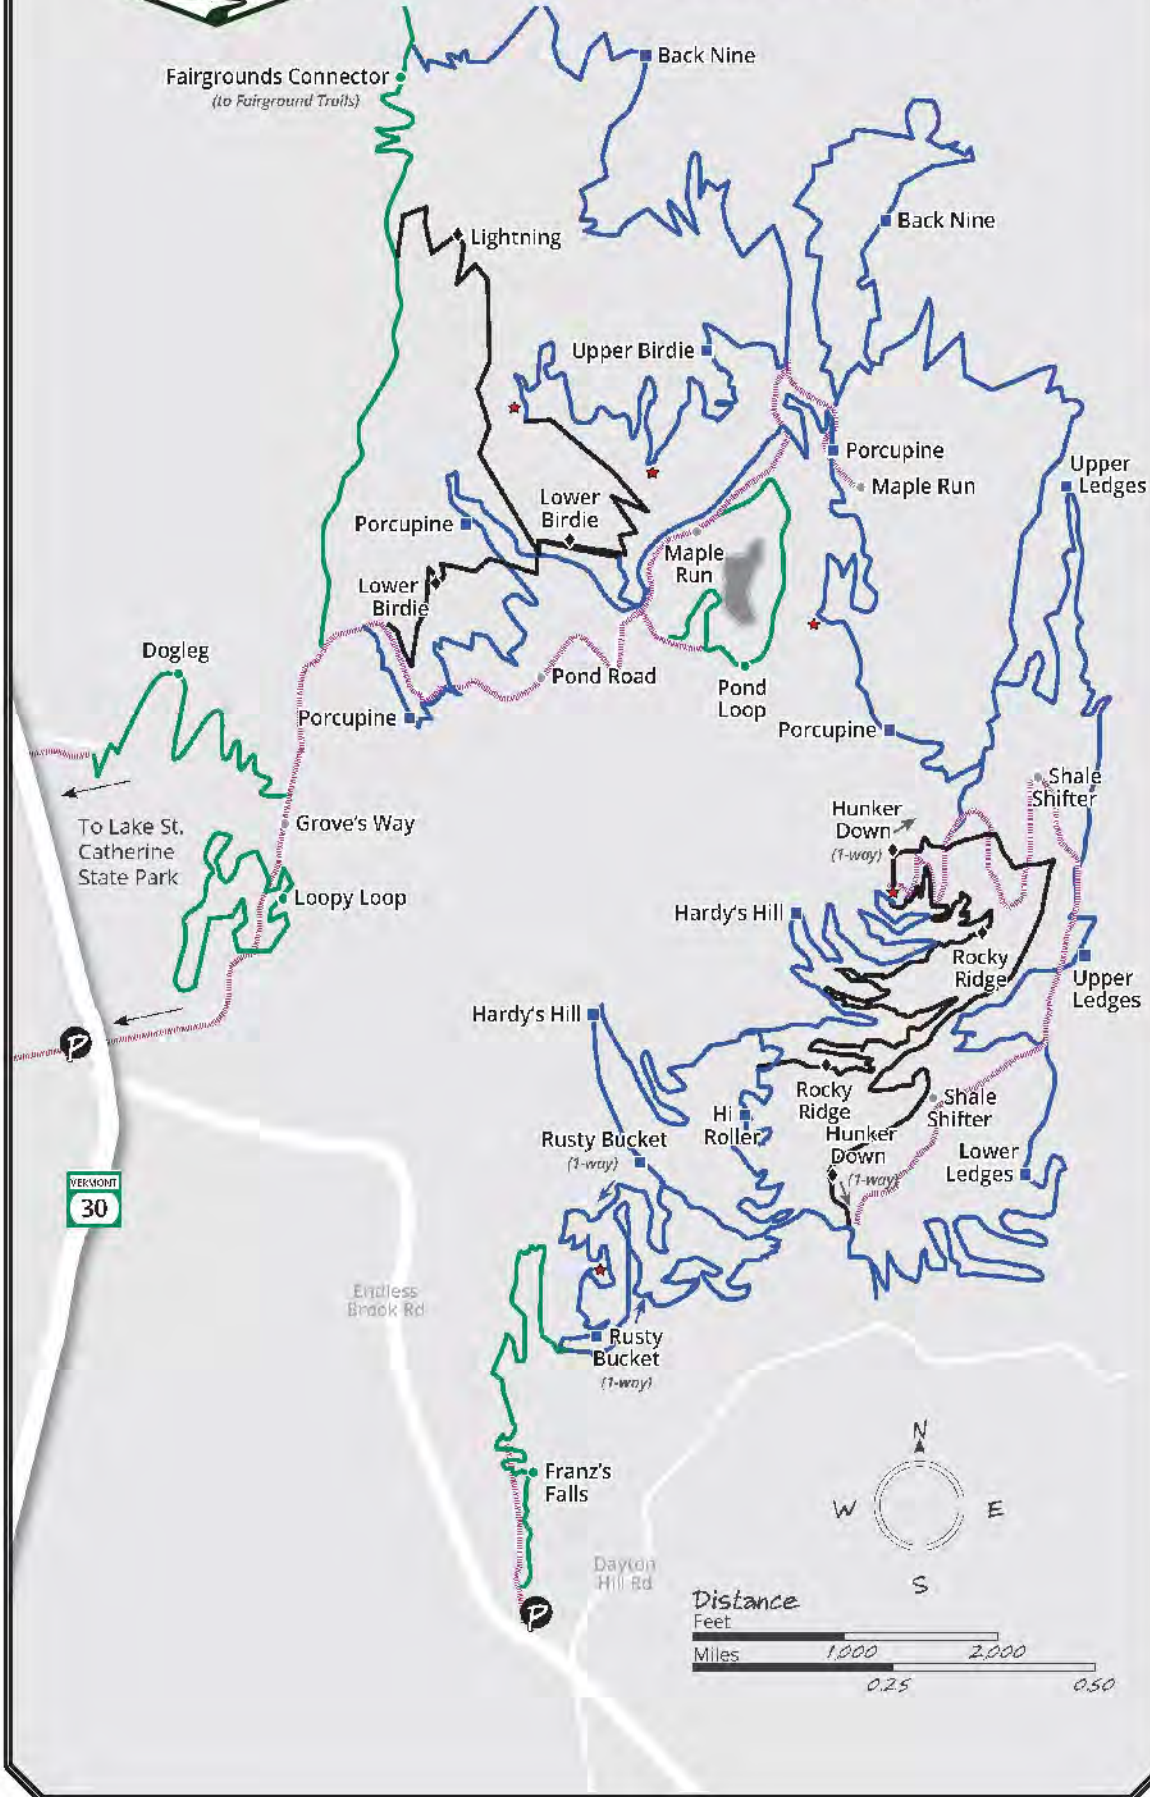 Back Nine
Fairgrounds Connector
(to Fairground Trails)
Back Nine
Lightning
Upper Birdie
Porcupine
Upper
Ledges
Maple Run
Lower
Birdie
Porcupine
Maple
Run
Lower
Birdie
Dogleg
Pond Road
Pond
Loop
Porcupine
Porcupine
Shale
Shifter
Hunker
Down
(1-way)
To Lake St.
Catherine
State Park
Grove's Way
Loopy Loop
Hardy's Hill
Rocky
Ridge
Upper
Ledges
Hardy's Hill
P
Rocky
Ridge
Shale
Shifter
Hi
Roller
Hunker
Down
(1-way)
Rusty Bucket
(1-way)
Lower
Ledges
VERMONT
30
Endless
Brook Rd
Rusty
Bucket
(1-way)
Franz's
Falls
N
W
E
S
Dayton
Hill Rd
P
Distance
Feet
1,000
2,000
Miles
0.25
0.50